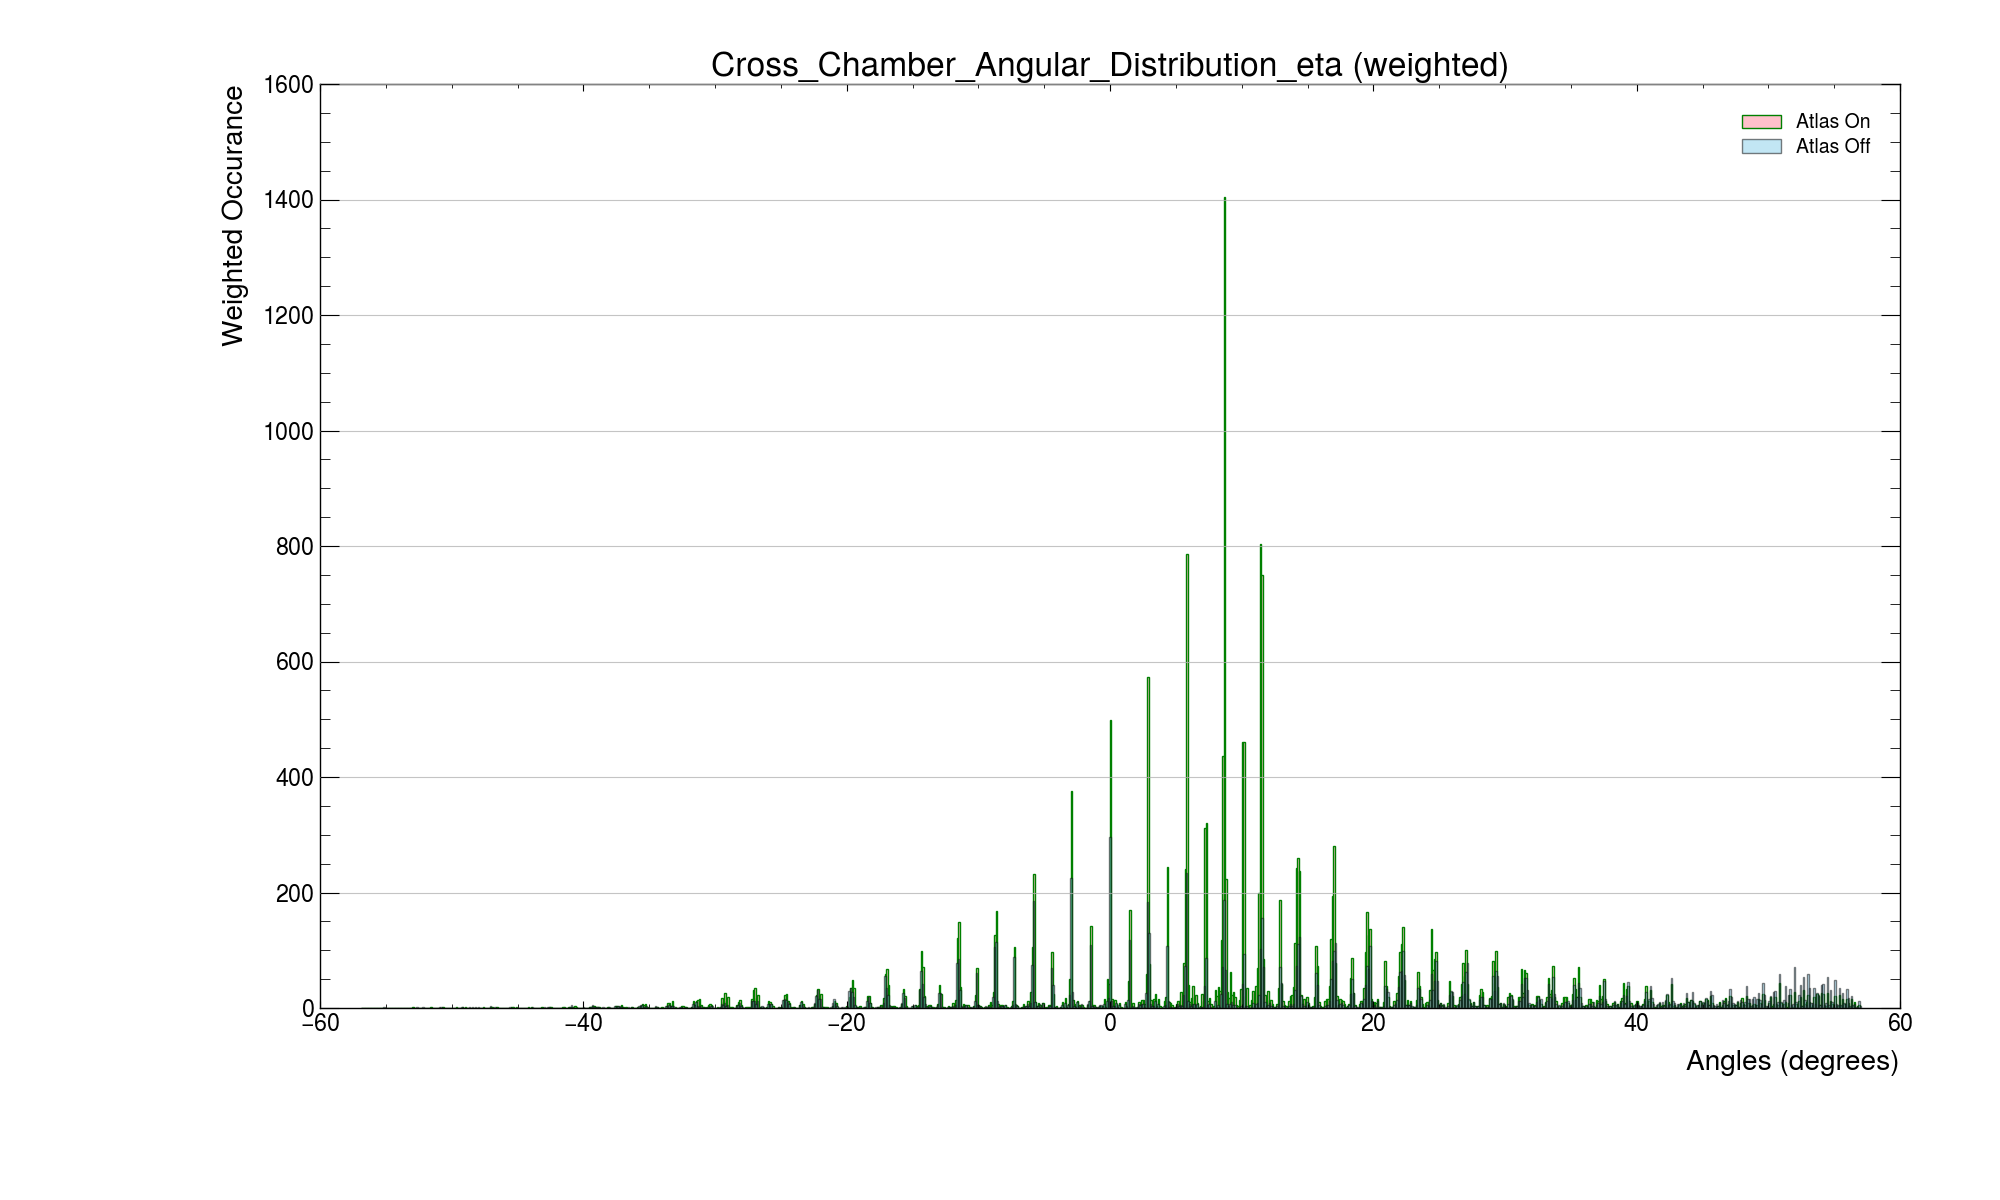 Cross_Chamber_Angular_Distribution_eta (weighted)
Weighted Occurance
1600
1400
1200
1000
800
600
400
200
0
Atlas On
Atlas Off
−60 −40 −20 0 20 40 60
Angles (degrees)